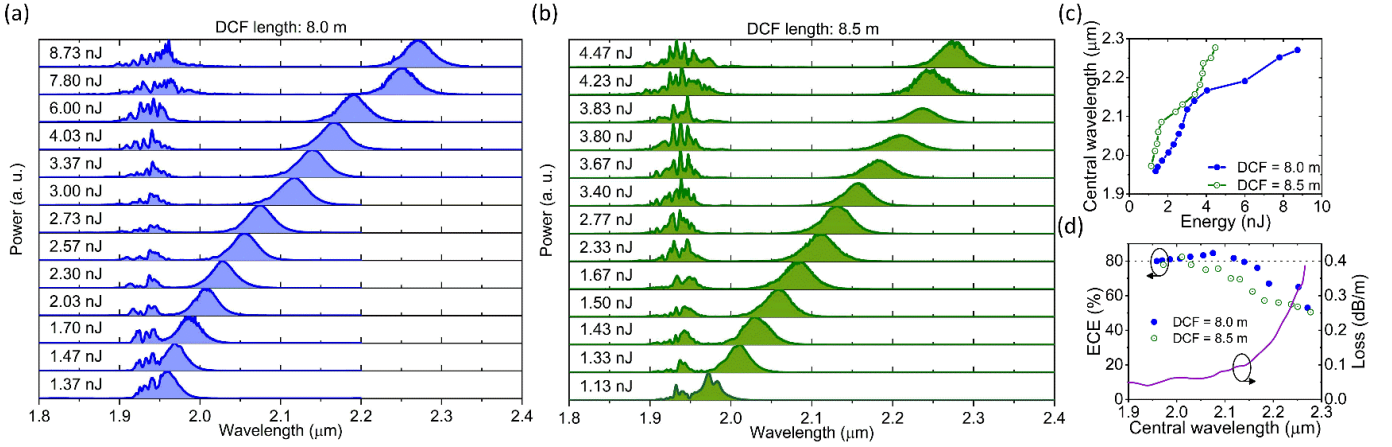 (a)
DCF length: 8.0 m
8.73 nJ
7.80 nJ
6.00 nJ
4.03 nJ
3.37 nJ
3.00 nJ
2.73 nJ
2.57 nJ
2.30 nJ
2.03 nJ
1.70 nJ
1.47 nJ
1.37 nJ
Power (a. u.)
1.8 1.9 2.0 2.1 2.2 2.3 2.4
Wavelength (μm)
(b)
DCF length: 8.5 m
4.47 nJ
4.23 nJ
3.83 nJ
3.80 nJ
3.67 nJ
3.40 nJ
2.77 nJ
2.33 nJ
1.67 nJ
1.50 nJ
1.43 nJ
1.33 nJ
1.13 nJ
Power (a. u.)
1.8 1.9 2.0 2.1 2.2 2.3 2.4
Wavelength (μm)
(c)
Central wavelength (μm)
2.3
2.2
2.1
2.0
1.9
DCF = 8.0 m
DCF = 8.5 m
0 2 4 6 8 10
Energy (nJ)
(d)
ECE (%)
100
80
60
40
20
0
DCF = 8.0 m
DCF = 8.5 m
0.4
0.3
0.2
0.1
0.0
Loss (dB/m)
1.9 2.0 2.1 2.2 2.3
Central wavelength (μm)